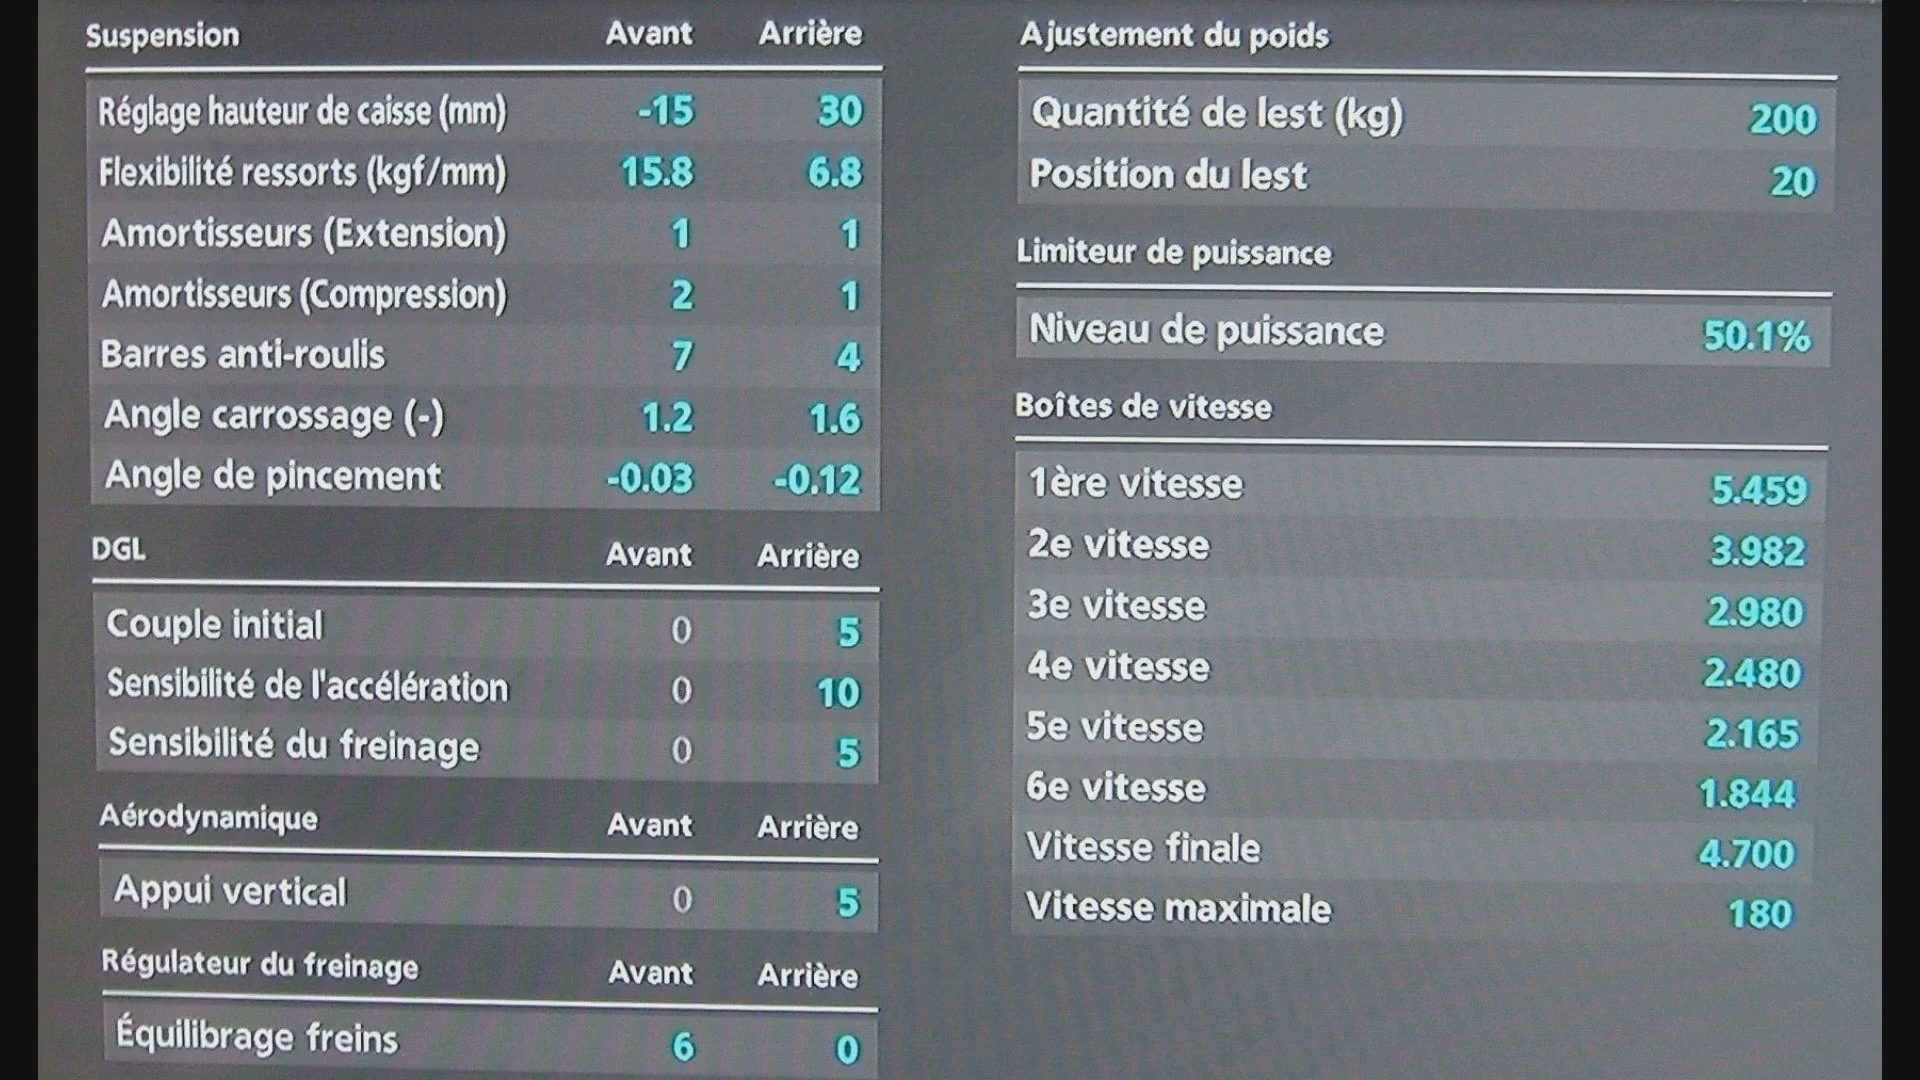 Suspension Avant Arrière
Réglage hauteur de caisse (mm) -15 30
Flexibilité ressorts (kgf/mm) 15.8 6.8
Amortisseurs (Extension) 1 1
Amortisseurs (Compression) 2 1
Barres anti-roulis 7 4
Angle carrossage (-) 1.2 1.6
Angle de pincement -0.03 -0.12
DGL Avant Arrière
Couple initial 0 5
Sensibilité de l'accélération 0 10
Sensibilité du freinage 0 5
Aérodynamique Avant Arrière
Appui vertical 0 5
Régulateur du freinage Avant Arrière
Équilibrage freins 6 0
Ajustement du poids
Quantité de lest (kg) 200
Position du lest 20
Limiteur de puissance
Niveau de puissance 50.1%
Boîtes de vitesse
1ère vitesse 5.459
2e vitesse 3.982
3e vitesse 2.980
4e vitesse 2.480
5e vitesse 2.165
6e vitesse 1.844
Vitesse finale 4.700
Vitesse maximale 180